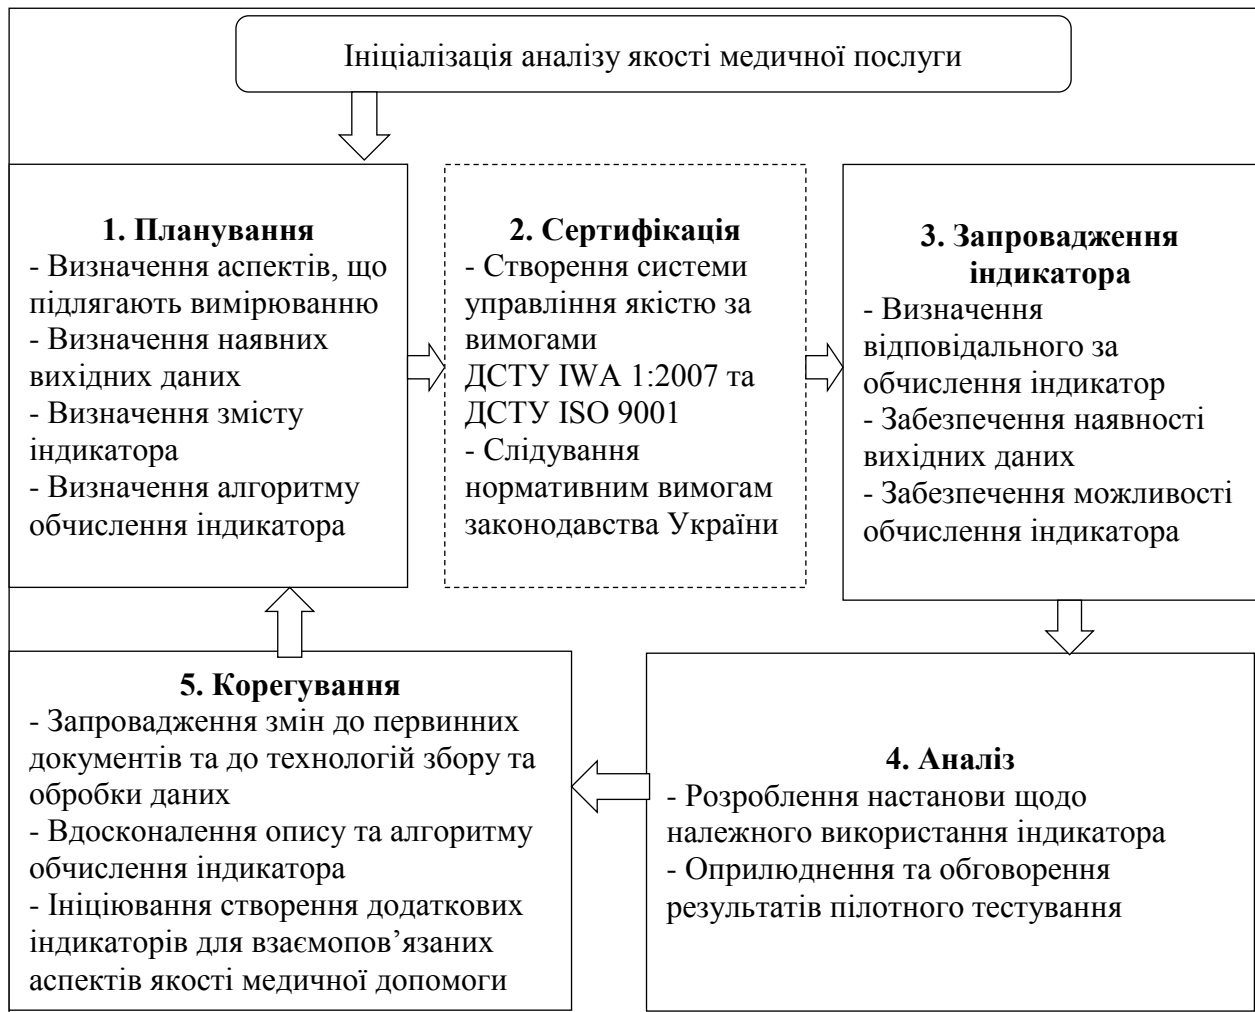 Ініціалізація аналізу якості медичної послуги
1. Планування
- Визначення аспектів, що
підлягають вимірюванню
- Визначення наявних
вихідних даних
- Визначення змісту
індикатора
- Визначення алгоритму
обчислення індикатора
2. Сертифікація
- Створення системи
управління якістю за
вимогами
ДСТУ IWA 1:2007 та
ДСТУ ISO 9001
- Слідування
нормативним вимогам
законодавства України
3. Запровадження
індикатора
- Визначення
відповідального за
обчислення індикатор
- Забезпечення наявності
вихідних даних
- Забезпечення можливості
обчислення індикатора
4. Аналіз
- Розроблення настанови щодо
належного використання індикатора
- Оприлюднення та обговорення
результатів пілотного тестування
5. Корегування
- Запровадження змін до первинних
документів та до технологій збору та
обробки даних
- Вдосконалення опису та алгоритму
обчислення індикатора
- Ініціювання створення додаткових
індикаторів для взаємопов’язаних
аспектів якості медичної допомоги